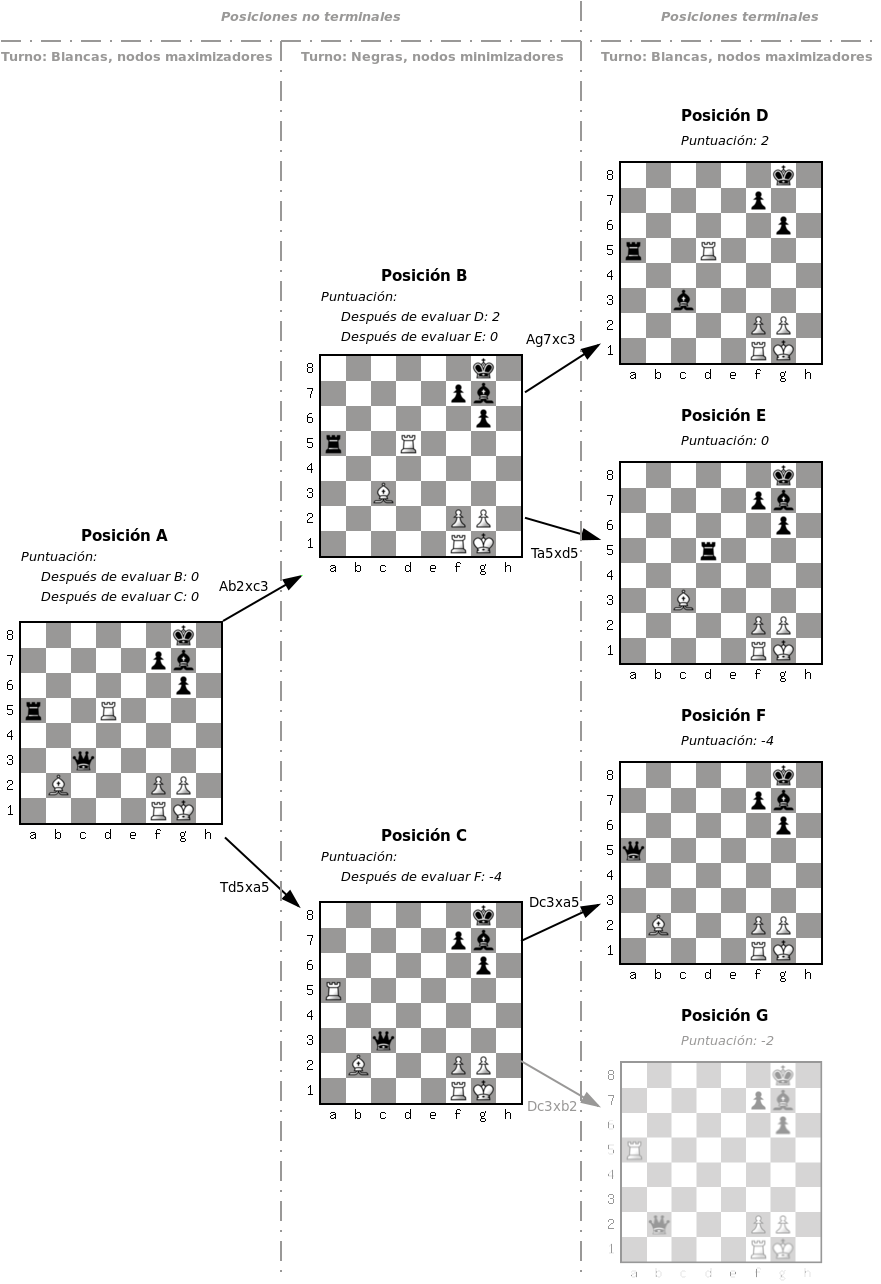 Posiciones no terminales
Posiciones terminales
Turno: Blancas, nodos maximizadores
Turno: Negras, nodos minimizadores
Turno: Blancas, nodos maximizadores
Posición D
Puntuación: 2
8
7
6
5
4
3
2
1
a b c d e f g h
Posición B
Puntuación:
Después de evaluar D: 2
Después de evaluar E: 0
8
7
6
5
4
3
2
1
a b c d e f g h
Ag7xc3
Ta5xd5
Posición E
Puntuación: 0
8
7
6
5
4
3
2
1
a b c d e f g h
Posición A
Puntuación:
Después de evaluar B: 0
Después de evaluar C: 0
8
7
6
5
4
3
2
1
a b c d e f g h
Ab2xc3
Td5xa5
Posición F
Puntuación: -4
8
7
6
5
4
3
2
1
a b c d e f g h
Posición C
Puntuación:
Después de evaluar F: -4
8
7
6
5
4
3
2
1
a b c d e f g h
Dc3xa5
Dc3xb2
Posición G
Puntuación: -2
8
7
6
5
4
3
2
1
a b c d e f g h